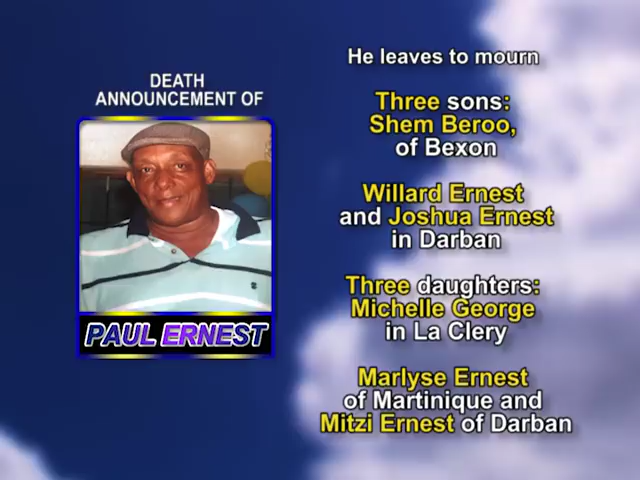 DEATH
ANNOUNCEMENT OF
PAUL ERNEST
He leaves to mourn
Three sons:
Shem Beroo,
of Bexon
Willard Ernest
and Joshua Ernest
in Darban
Three daughters:
Michelle George
in La Clery
Marlyse Ernest
of Martinique and
Mitzi Ernest of Darban